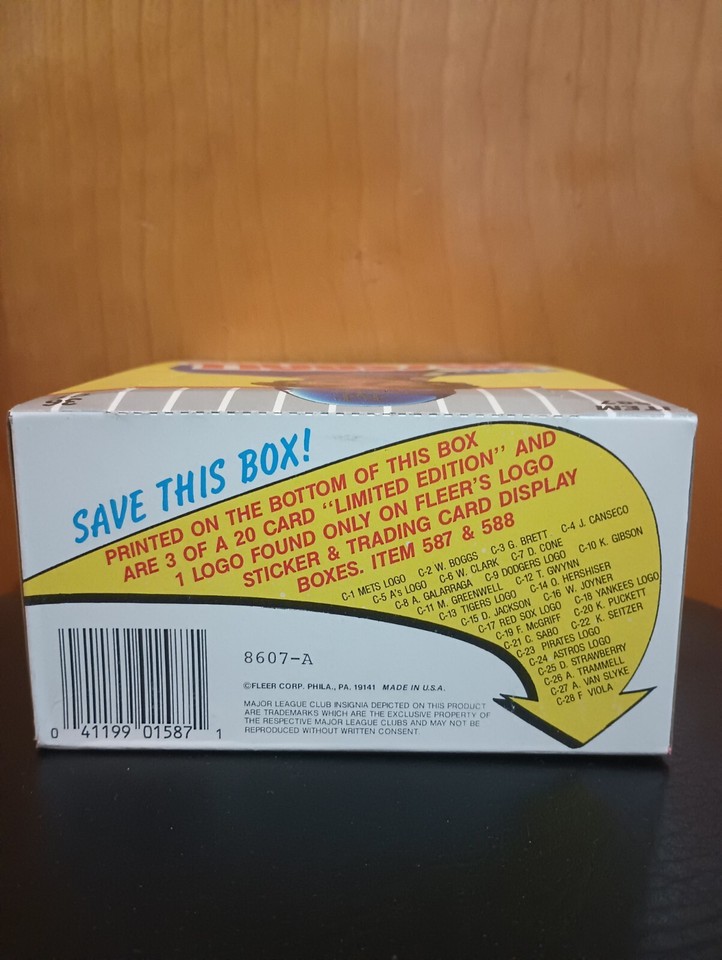 ITEM
587
SAVE THIS BOX!
PRINTED ON THE BOTTOM OF THIS BOX
ARE 3 OF A 20 CARD "LIMITED EDITION" AND
1 LOGO FOUND ONLY ON FLEER'S LOGO
STICKER & TRADING CARD DISPLAY
BOXES. ITEM 587 & 588
C-1 METS LOGO C-2 W. BOGGS C-3 G. BRETT C-4 J. CANSECO
C-5 A's LOGO C-6 W. CLARK C-7 D. CONE
C-8 A. GALARRAGA C-9 DODGERS LOGO C-10 K. GIBSON
C-11 M. GREENWELL C-12 T. GWYNN
C-13 TIGERS LOGO C-14 O. HERSHISER
C-15 D. JACKSON C-16 W. JOYNER
C-17 RED SOX LOGO C-18 YANKEES LOGO
C-19 F. McGRIFF C-20 K. PUCKETT
C-21 C. SABO C-22 K. SEITZER
C-23 PIRATES LOGO
C-24 ASTROS LOGO
C-25 D. STRAWBERRY
C-26 A. TRAMMELL
C-27 A. VAN SLYKE
C-28 F. VIOLA
8607-A
©FLEER CORP. PHILA., PA. 19141 MADE IN U.S.A.
MAJOR LEAGUE CLUB INSIGNIA DEPICTED ON THIS PRODUCT
ARE TRADEMARKS WHICH ARE THE EXCLUSIVE PROPERTY OF
THE RESPECTIVE MAJOR LEAGUE CLUBS AND MAY NOT BE
REPRODUCED WITHOUT WRITTEN CONSENT.
0 41199 01587 1